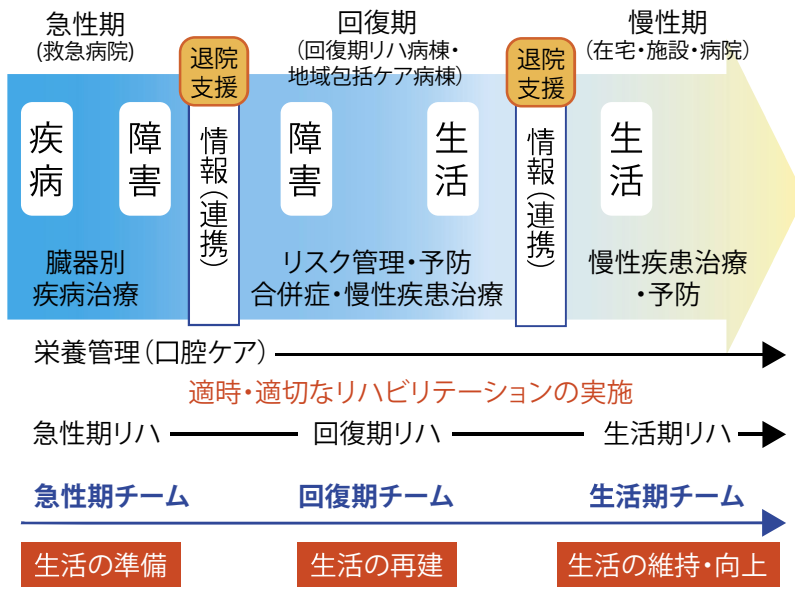 急性期
(救急病院)
回復期
(回復期リハ病棟・
地域包括ケア病棟)
慢性期
(在宅・施設・病院)
退院
支援
退院
支援
疾病
障害
情報(連携)
障害
生活
情報(連携)
生活
臓器別
疾病治療
リスク管理・予防
合併症・慢性疾患治療
慢性疾患治療
・予防
栄養管理(口腔ケア)
適時・適切なリハビリテーションの実施
急性期リハ
回復期リハ
生活期リハ
急性期チーム
回復期チーム
生活期チーム
生活の準備
生活の再建
生活の維持・向上